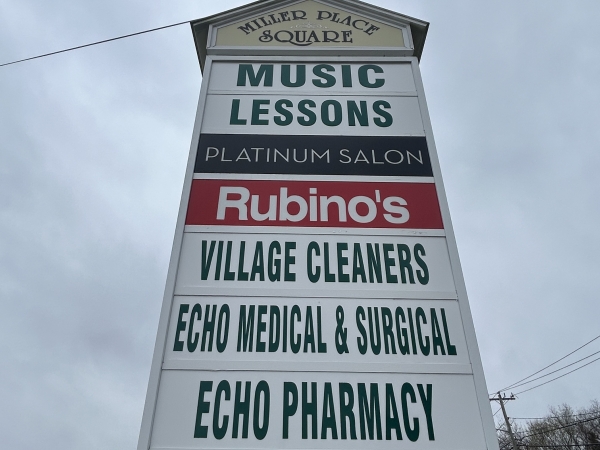 MILLER PLACE
SQUARE
MUSIC
LESSONS
PLATINUM SALON
Rubino's
VILLAGE CLEANERS
ECHO MEDICAL & SURGICAL
ECHO PHARMACY